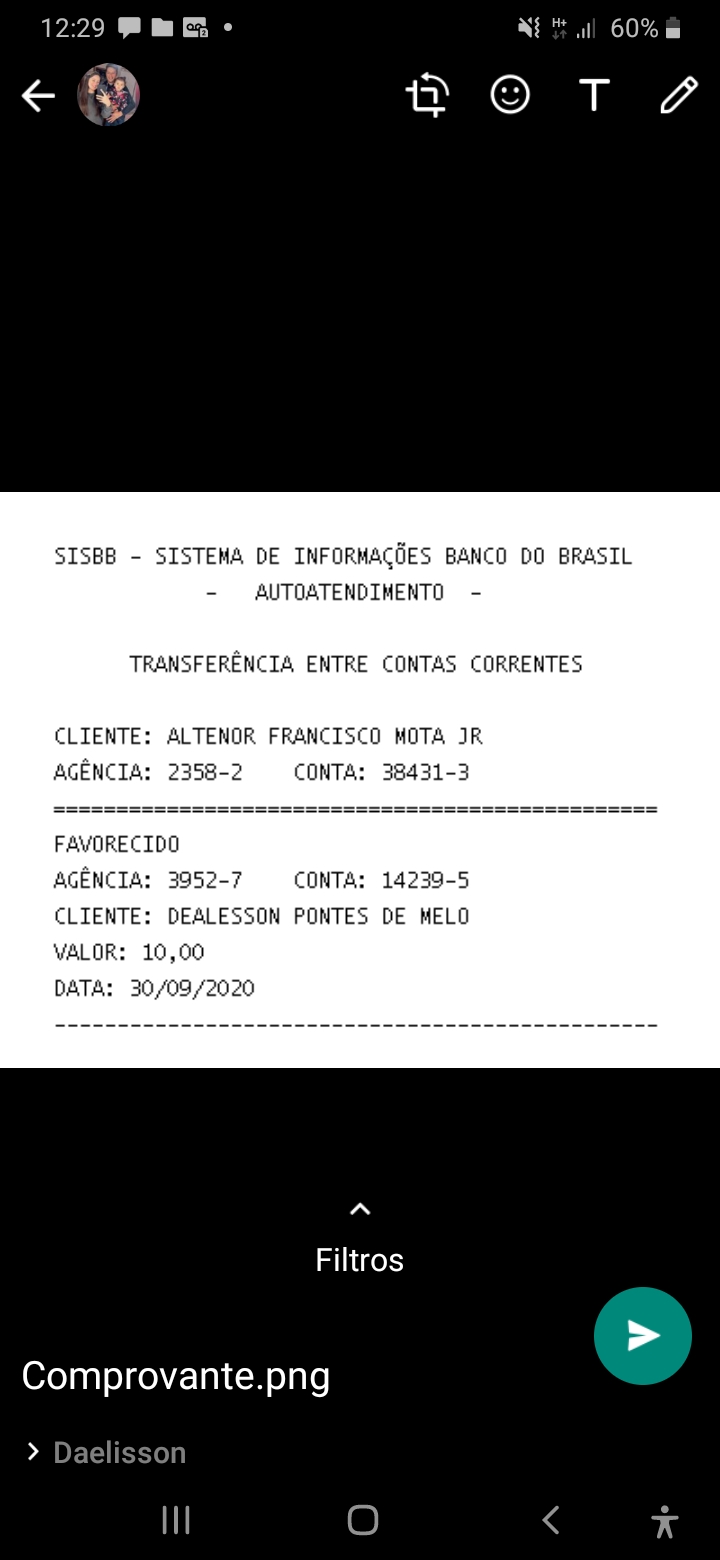 12:29
H+
60%
T
SISBB - SISTEMA DE INFORMAÇÕES BANCO DO BRASIL
- AUTOATENDIMENTO -
TRANSFERÊNCIA ENTRE CONTAS CORRENTES
CLIENTE: ALTENOR FRANCISCO MOTA JR
AGÊNCIA: 2358-2 CONTA: 38431-3
================================================
FAVORECIDO
AGÊNCIA: 3952-7 CONTA: 14239-5
CLIENTE: DEALESSON PONTES DE MELO
VALOR: 10,00
DATA: 30/09/2020
------------------------------------------------
Filtros
Comprovante.png
Daelisson